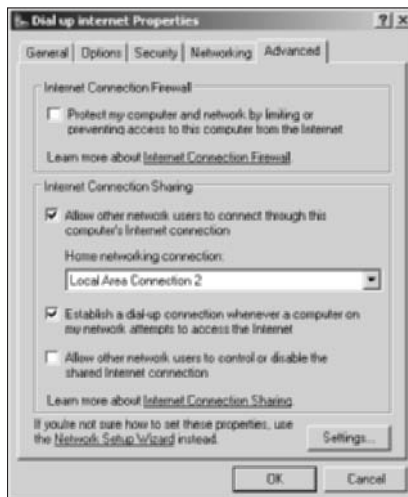 Dial up internet Properties
General Options Security Networking Advanced
Internet Connection Firewall
Protect my computer and network by limiting or
preventing access to this computer from the Internet
Learn more about Internet Connection Firewall.
Internet Connection Sharing
Allow other network users to connect through this
computer's Internet connection
Home networking connection:
Local Area Connection 2
Establish a dial-up connection whenever a computer on
my network attempts to access the Internet
Allow other network users to control or disable the
shared Internet connection
Learn more about Internet Connection Sharing.
If you're not sure how to set these properties, use
the Network Setup Wizard instead.
Settings...
OK Cancel